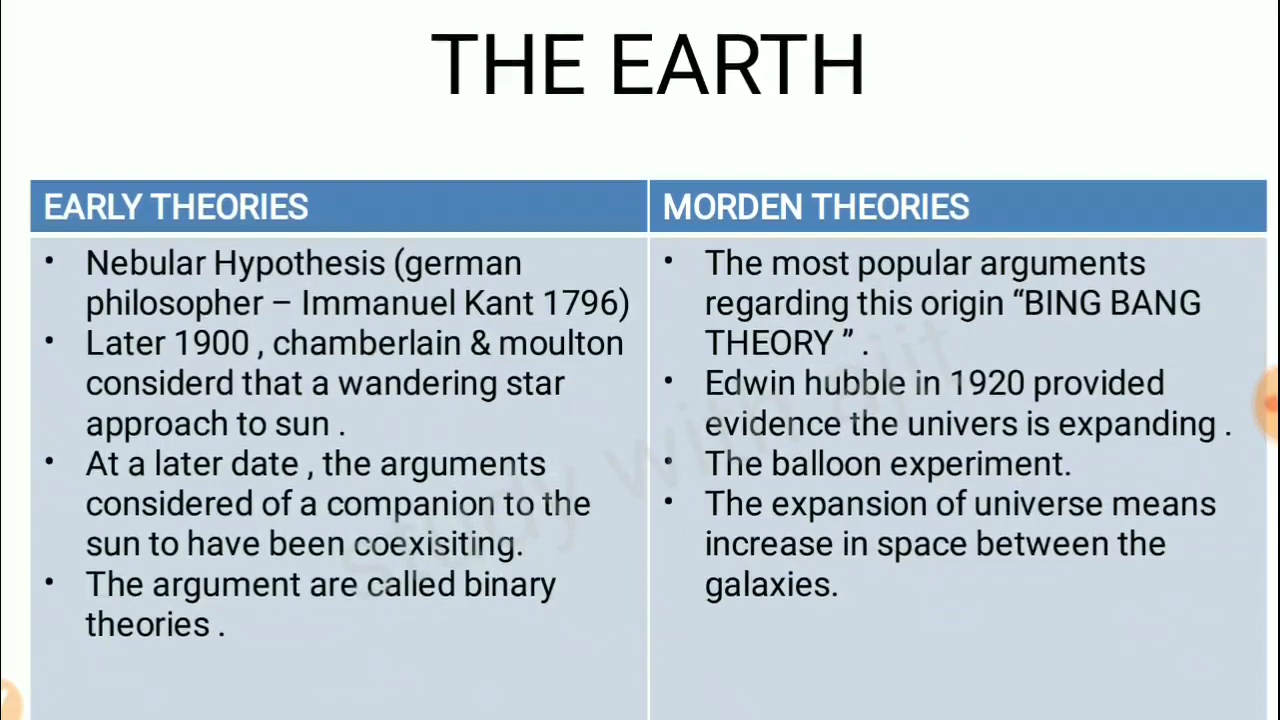 THE EARTH
EARLY THEORIES
• Nebular Hypothesis (german
philosopher – Immanuel Kant 1796)
• Later 1900 , chamberlain & moulton
considerd that a wandering star
approach to sun .
• At a later date , the arguments
considered of a companion to the
sun to have been coexisiting.
• The argument are called binary
theories .
MORDEN THEORIES
• The most popular arguments
regarding this origin “BING BANG
THEORY ” .
• Edwin hubble in 1920 provided
evidence the univers is expanding .
• The balloon experiment.
• The expansion of universe means
increase in space between the
galaxies.
study with ajit